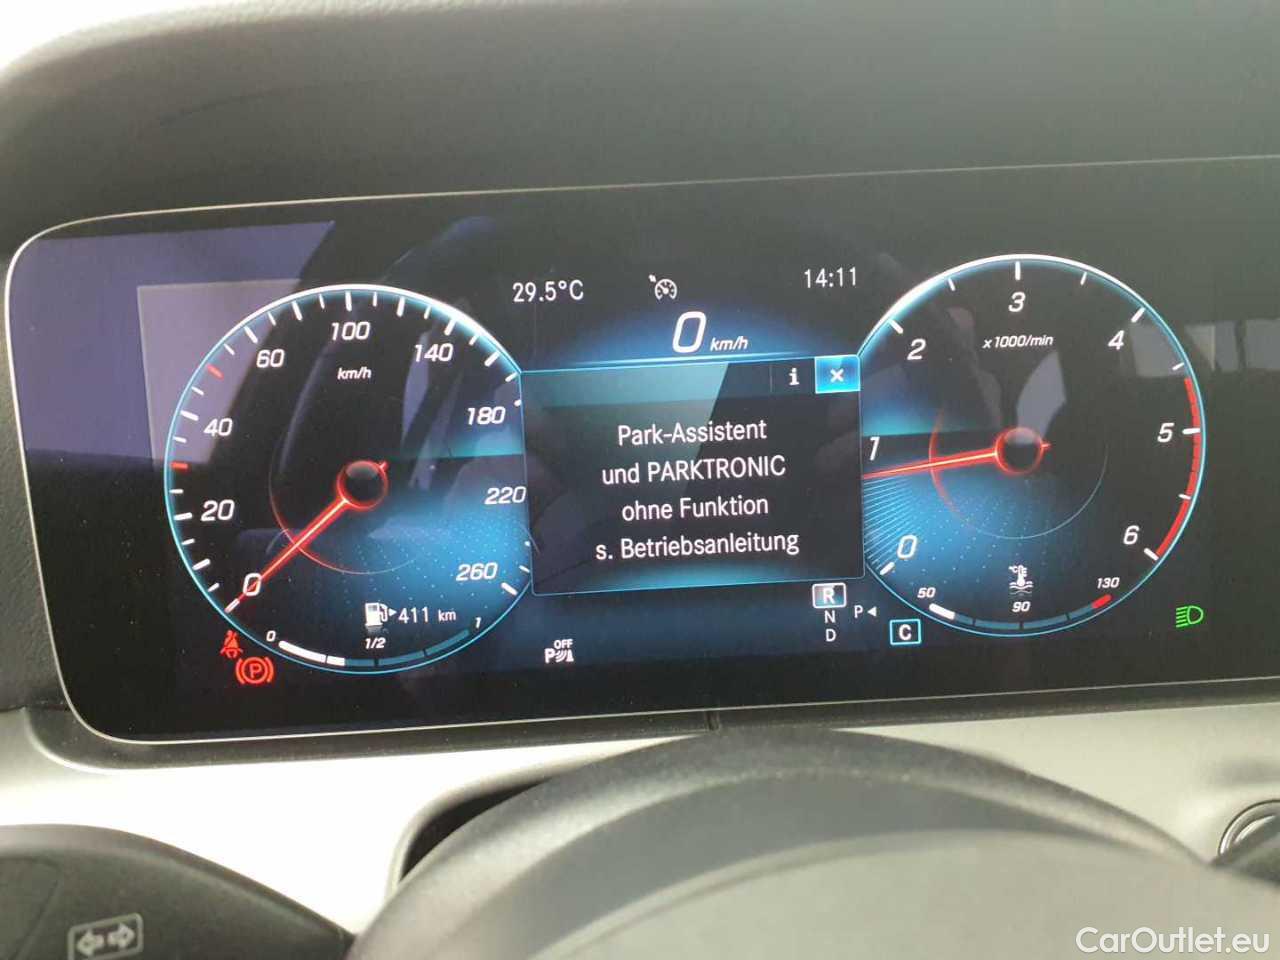 29.5°C
14:11
0 km/h
i ×
Park-Assistent
und PARKTRONIC
ohne Funktion
s. Betriebsanleitung
0
20
40
60
100
140
180
220
260
km/h
411 km
0 1/2 1
OFF
P
R
N
D
P
C
0
1
2
3
4
5
6
x 1000/min
°C/F
50 90 130
P
CarOutlet.eu